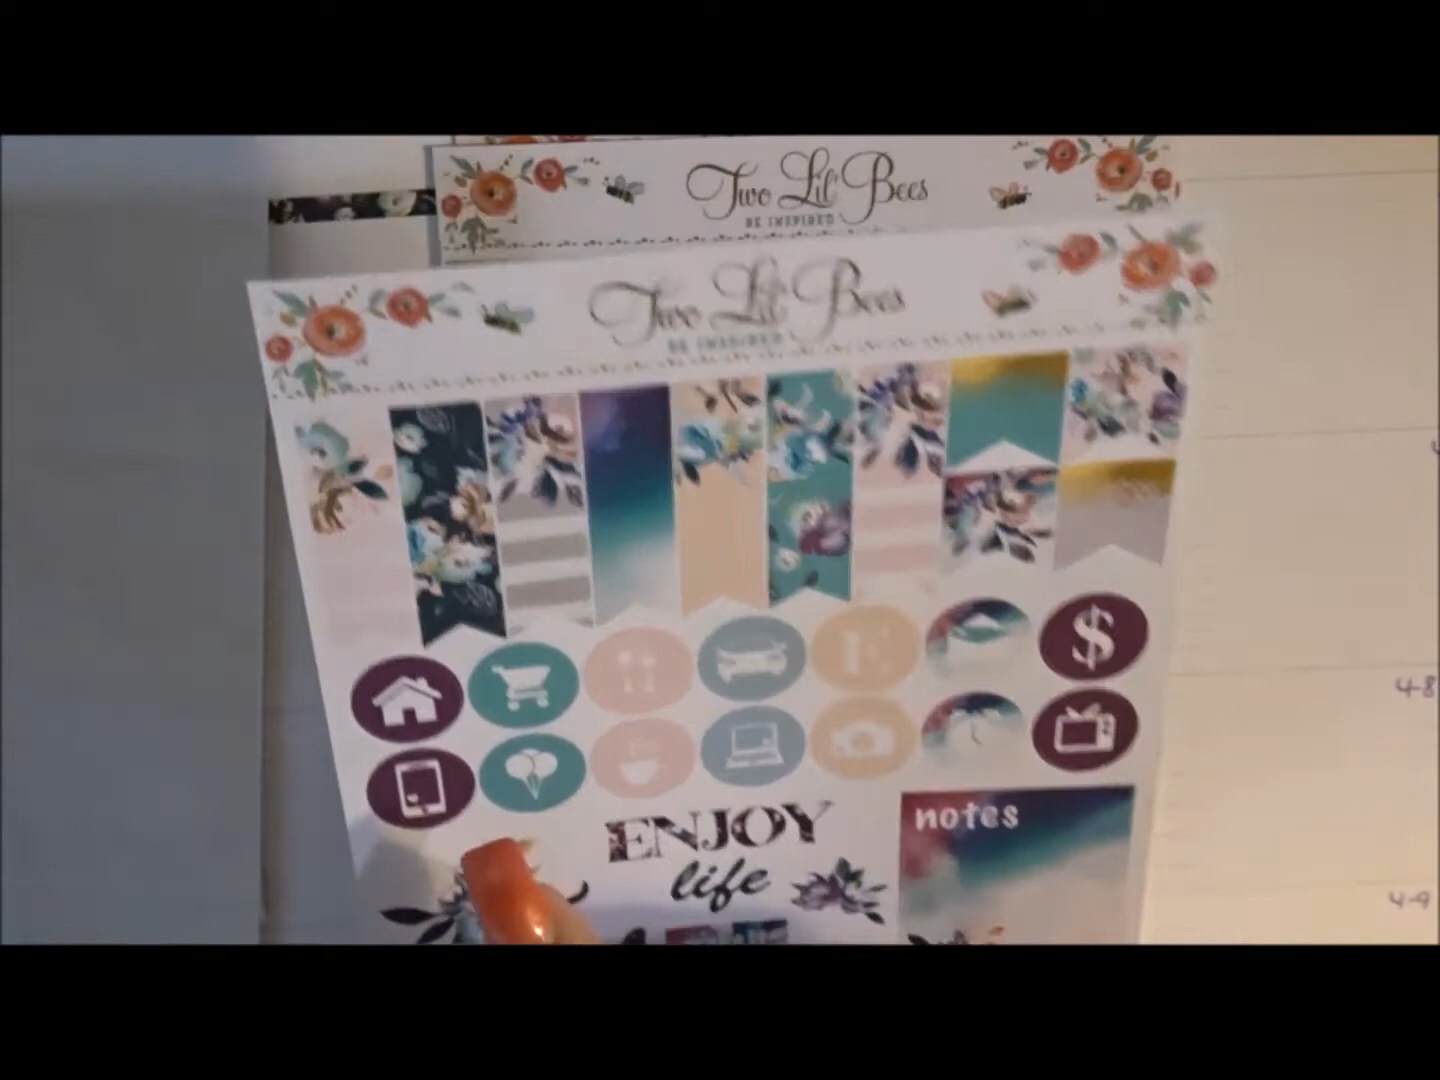 Two Lil' Bees
BE INSPIRED
Two Lil' Bees
BE INSPIRED
E
$
4-8
ENJOY
life
notes
4-9